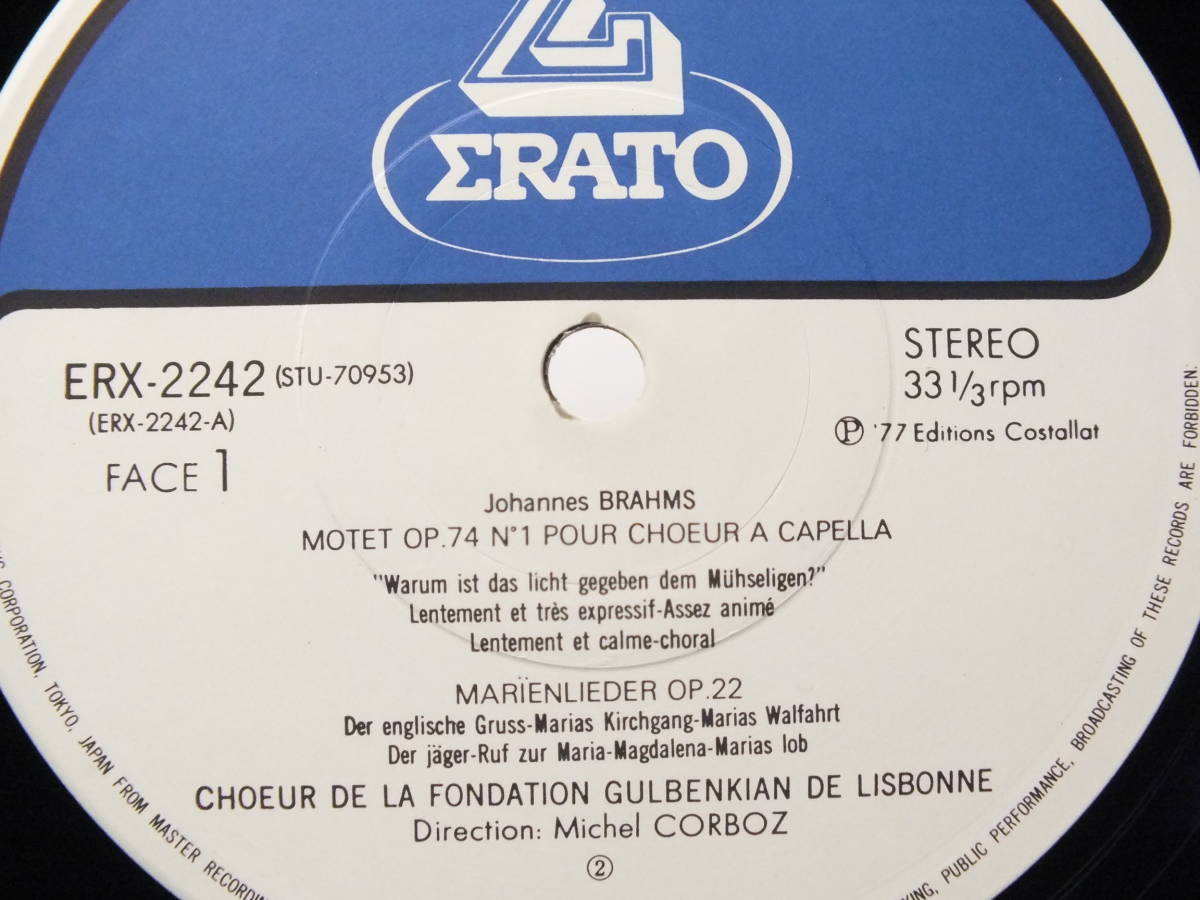 ΣRATO
ERX-2242 (STU-70953)
(ERX-2242-A)
FACE 1
STEREO
33 1/3 rpm
Ⓟ '77 Editions Costallat
Johannes BRAHMS
MOTET OP.74 N°1 POUR CHOEUR A CAPELLA
"Warum ist das licht gegeben dem Mühseligen?"
Lentement et très expressif-Assez animé
Lentement et calme-choral
MARÏENLIEDER OP.22
Der englische Gruss-Marias Kirchgang-Marias Walfahrt
Der jäger-Ruf zur Maria-Magdalena-Marias lob
CHOEUR DE LA FONDATION GULBENKIAN DE LISBONNE
Direction: Michel CORBOZ
②
CORPORATION, TOKYO, JAPAN FROM MASTER RECORDING
PUBLIC PERFORMANCE, BROADCASTING OF THESE RECORDS ARE FORBIDDEN.